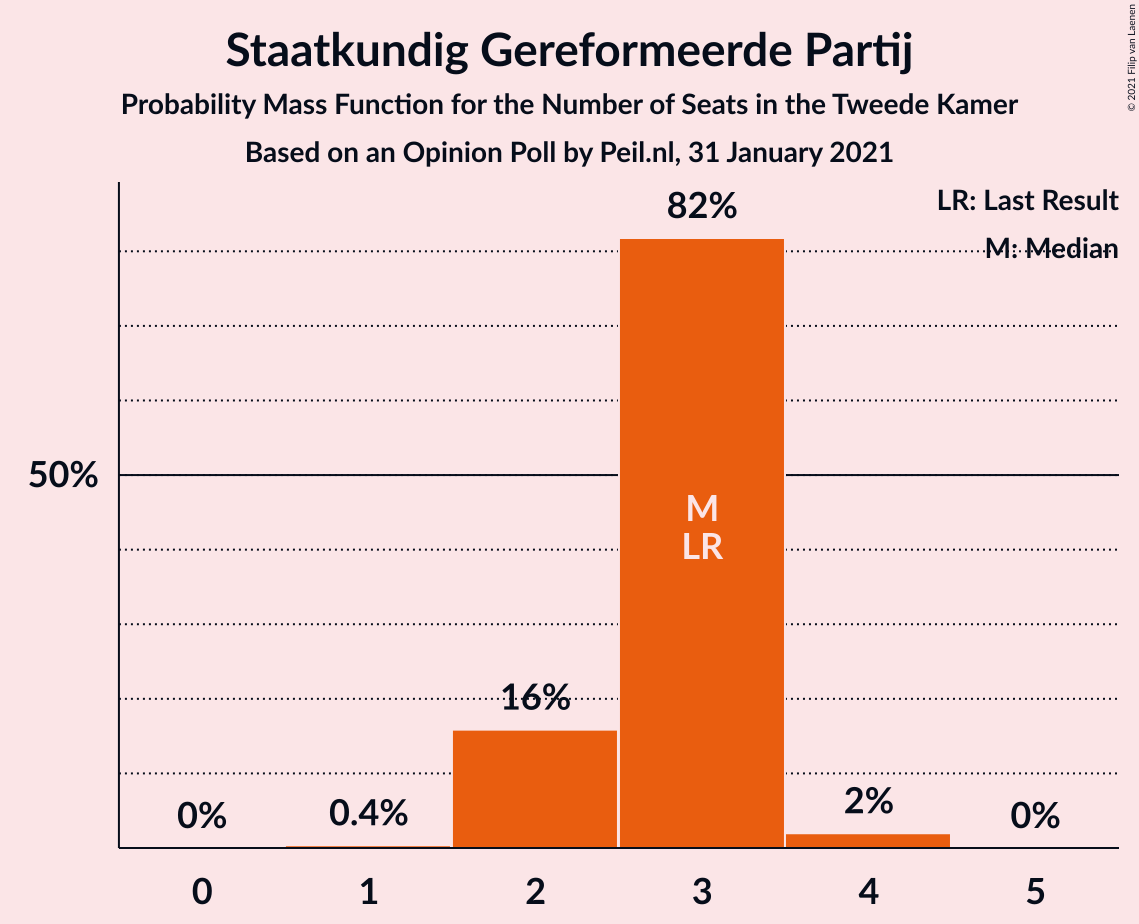 Staatkundig Gereformeerde Partij
Probability Mass Function for the Number of Seats in the Tweede Kamer
Based on an Opinion Poll by Peil.nl, 31 January 2021
© 2021 Filip van Laenen
LR: Last Result
M: Median
82%
50%
M
LR
16%
0%
0.4%
2%
0%
0 1 2 3 4 5